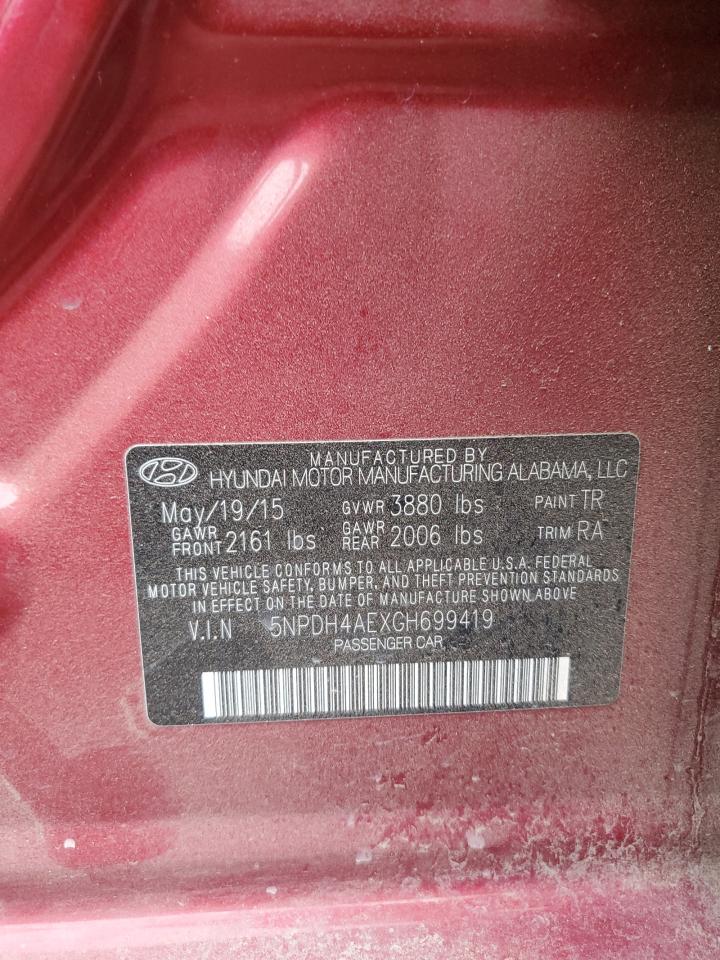 MANUFACTURED BY
HYUNDAI MOTOR MANUFACTURING ALABAMA, LLC
May/19/15 GVWR 3880 lbs PAINT TR
GAWR FRONT 2161 lbs GAWR REAR 2006 lbs TRIM RA
THIS VEHICLE CONFORMS TO ALL APPLICABLE U.S.A. FEDERAL
MOTOR VEHICLE SAFETY, BUMPER, AND THEFT PREVENTION STANDARDS
IN EFFECT ON THE DATE OF MANUFACTURE SHOWN ABOVE
V.I.N 5NPDH4AEXGH699419
PASSENGER CAR